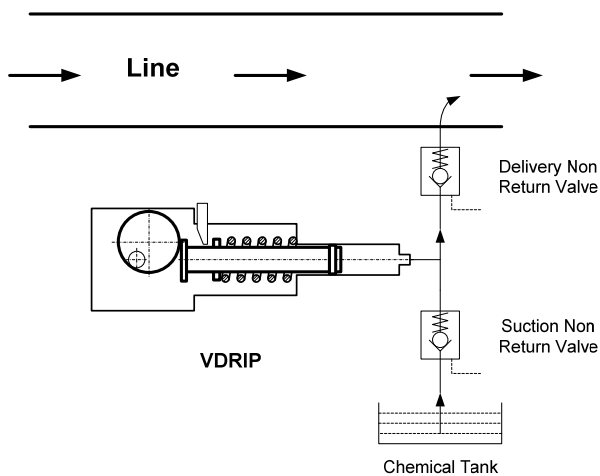 Line
Delivery Non
Return Valve
Suction Non
Return Valve
VDRIP
Chemical Tank